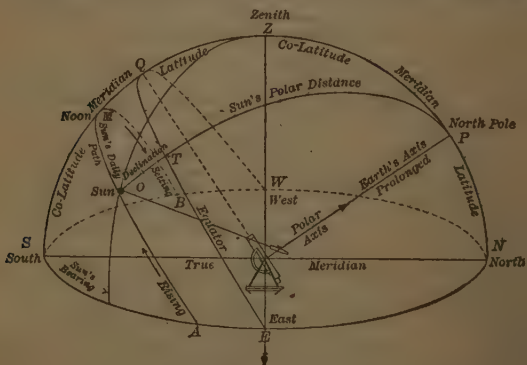 Zenith
Z
Co-Latitude
Meridian
Latitude
Q
Meridian
Sun's Polar Distance
Noon
M
North Pole
P
Sun's Daily Path
Declination
T
Earth's Axis Prolonged
Co-Latitude
Sun
O
Setting
B
W
West
Latitude
Equator
Polar Axis
S
South
True
Meridian
N
North
Sun's Bearing
Rising
A
East
E